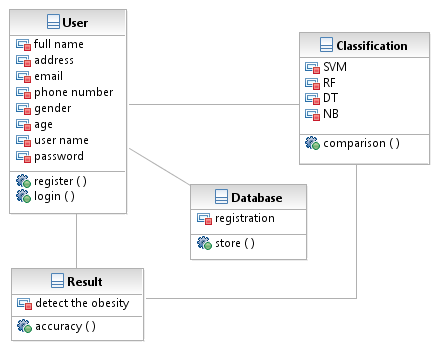 User
full name
address
email
phone number
gender
age
user name
password
register ( )
login ( )
Classification
SVM
RF
DT
NB
comparison ( )
Database
registration
store ( )
Result
detect the obesity
accuracy ( )